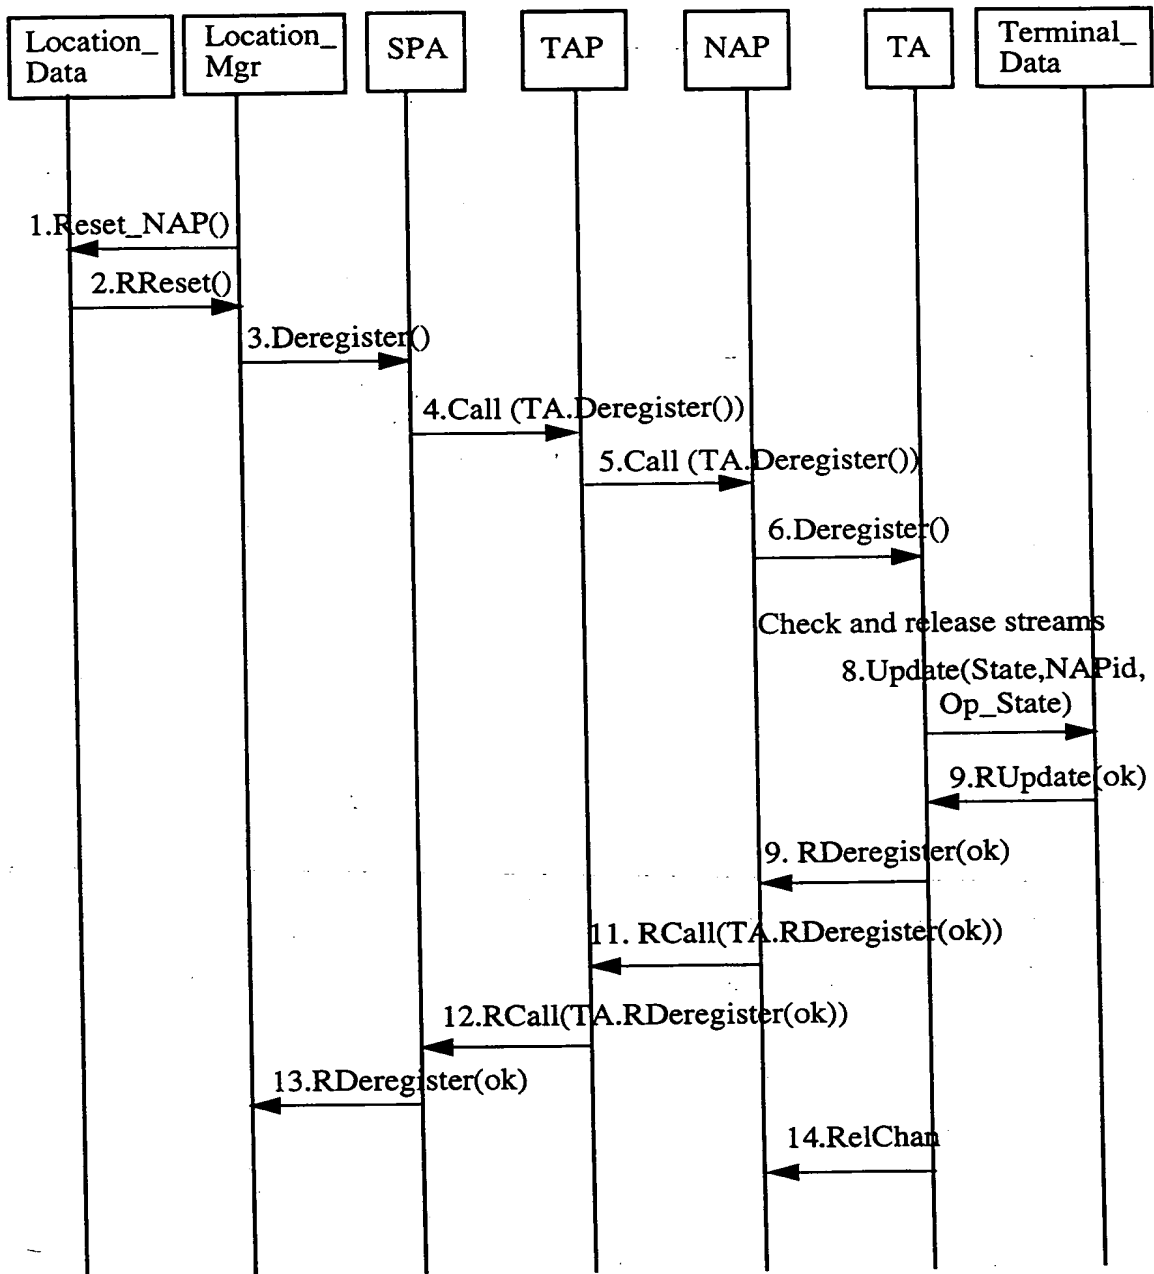 Location_
Data
Location_
Mgr
SPA
TAP
NAP
TA
Terminal_
Data
1.Reset_NAP()
2.RReset()
3.Deregister()
4.Call (TA.Deregister())
5.Call (TA.Deregister())
6.Deregister()
Check and release streams
8.Update(State,NAPid,
Op_State)
9.RUpdate(ok)
9. RDeregister(ok)
11. RCall(TA.RDeregister(ok))
12.RCall(TA.RDeregister(ok))
13.RDeregister(ok)
14.RelChan